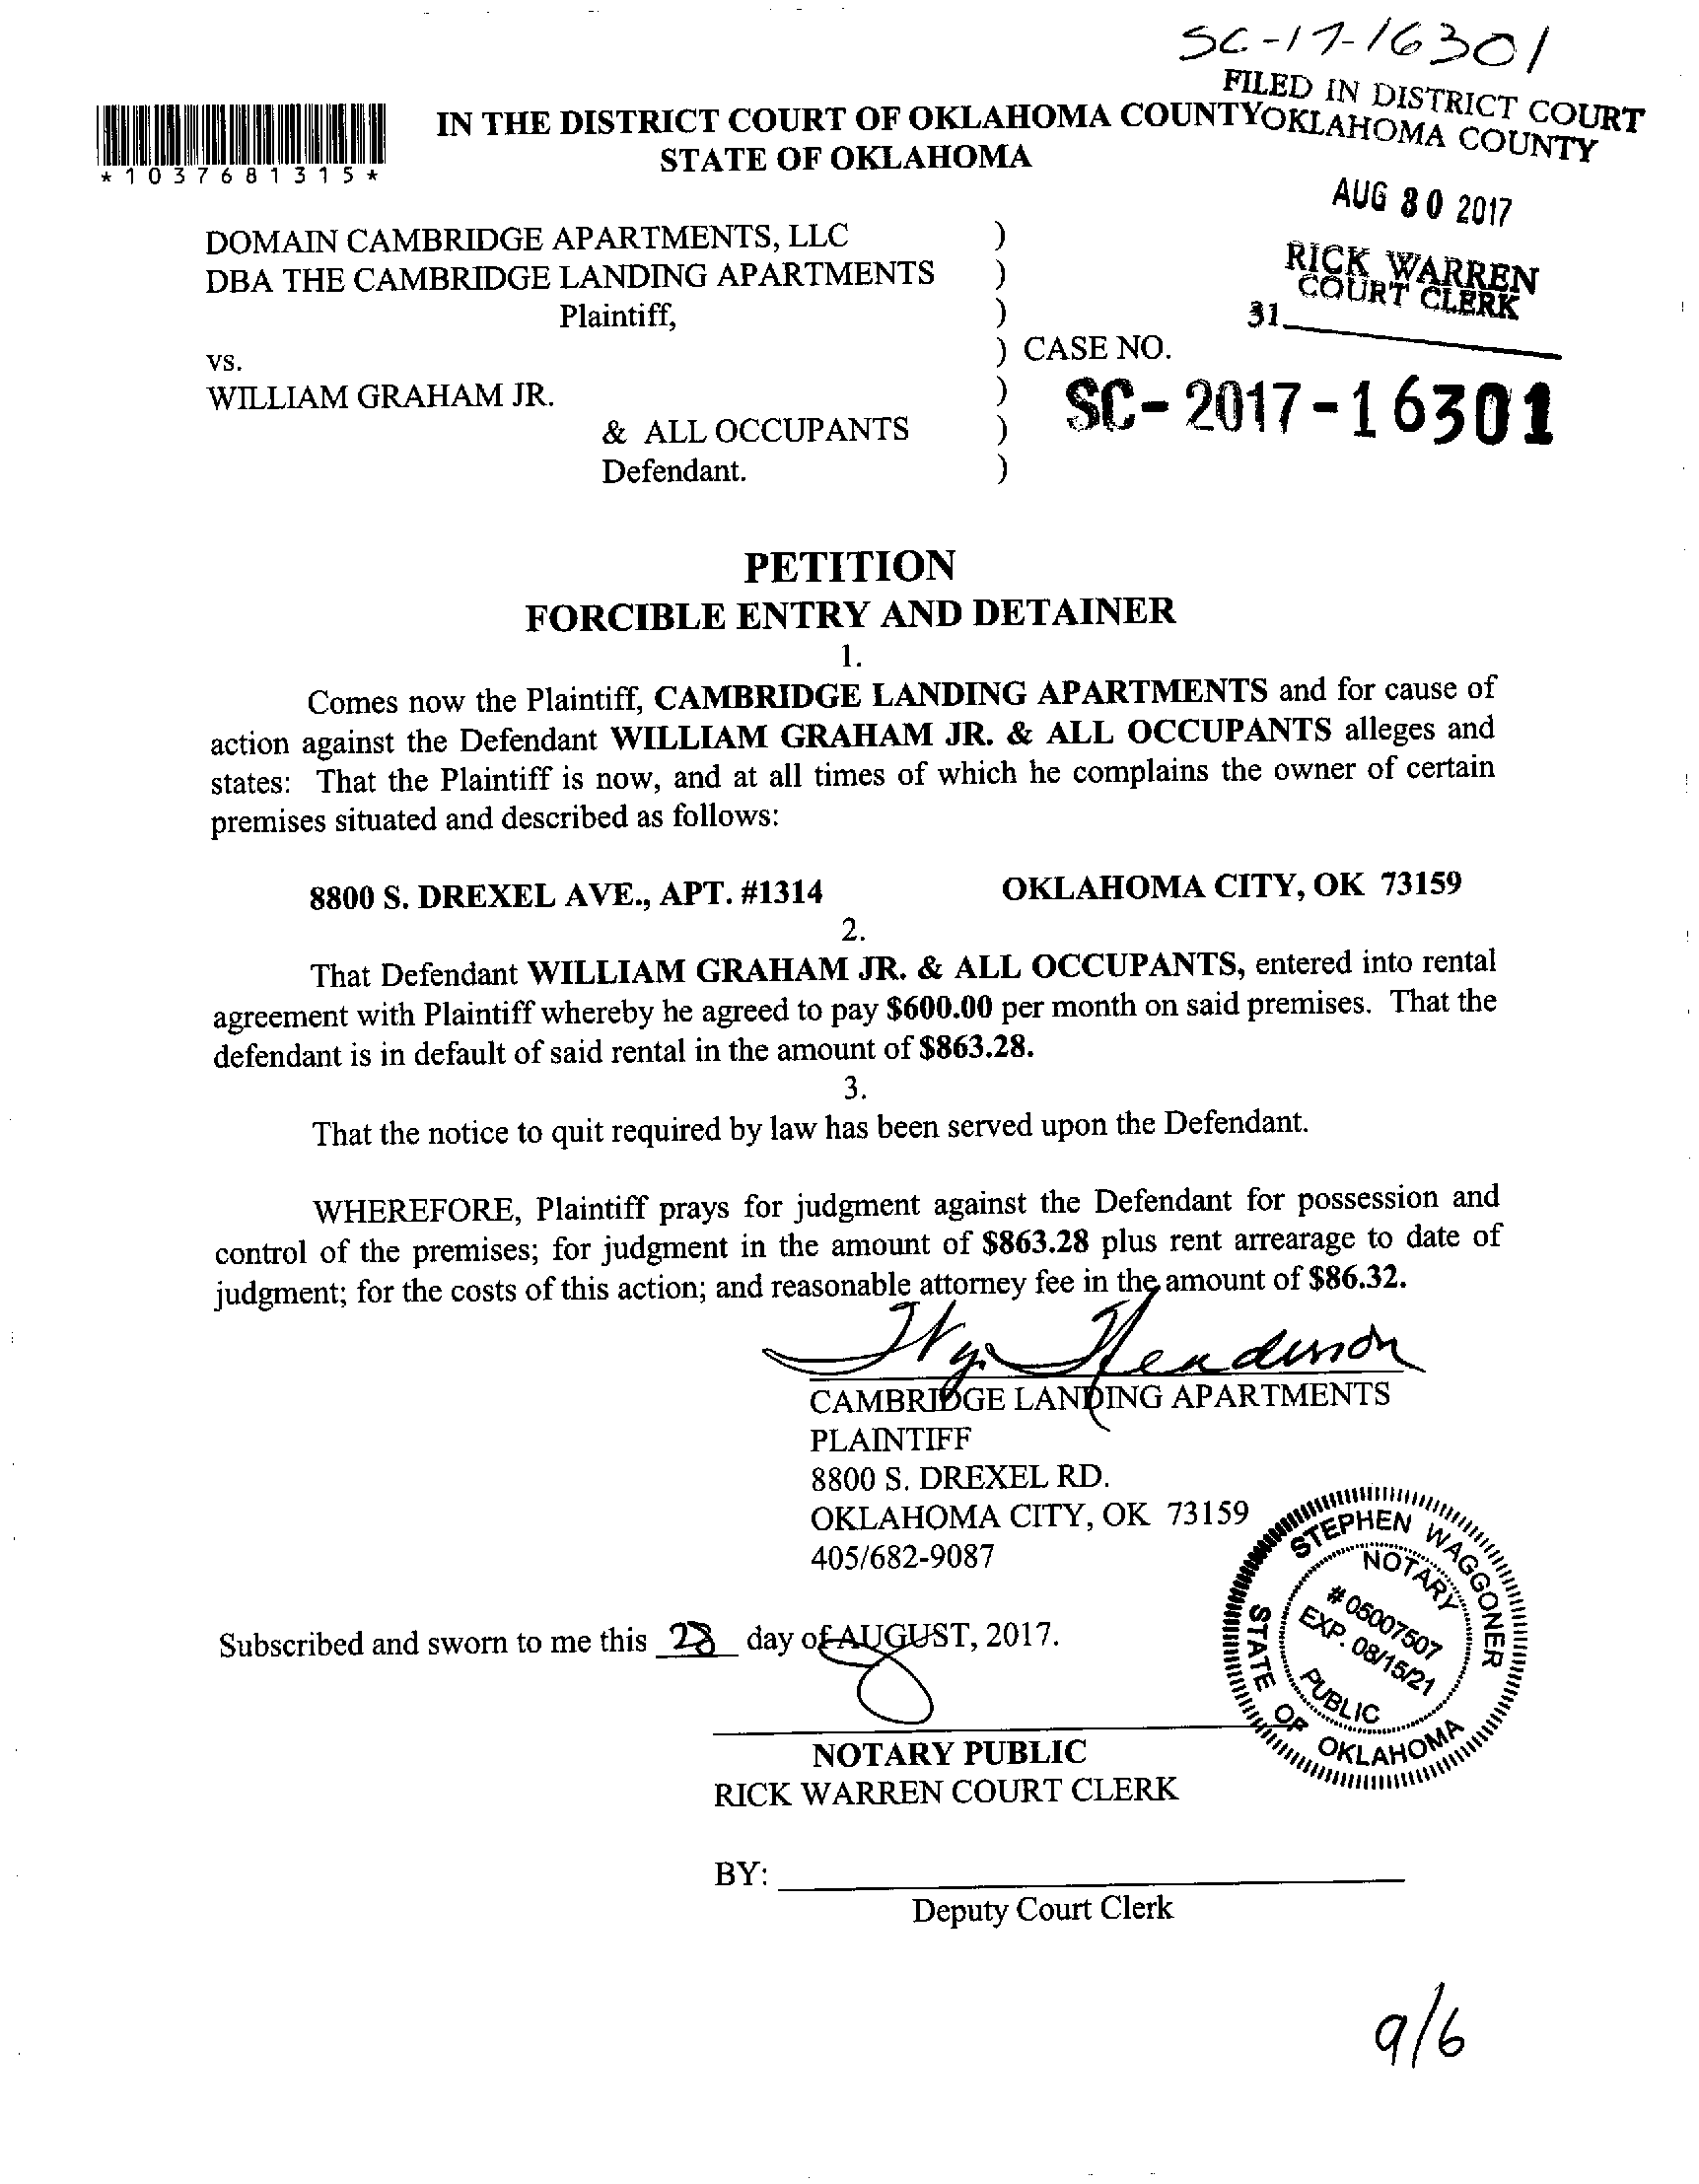 SC-17-16301
FILED IN DISTRICT COURT
OKLAHOMA COUNTY
IN THE DISTRICT COURT OF OKLAHOMA COUNTY
STATE OF OKLAHOMA
*1037681315*
AUG 30 2017
RICK WARREN
COURT CLERK
31
DOMAIN CAMBRIDGE APARTMENTS, LLC )
DBA THE CAMBRIDGE LANDING APARTMENTS )
Plaintiff, )
vs. ) CASE NO.
WILLIAM GRAHAM JR. ) SC-2017-16301
& ALL OCCUPANTS )
Defendant. )
PETITION
FORCIBLE ENTRY AND DETAINER
1.
Comes now the Plaintiff, CAMBRIDGE LANDING APARTMENTS and for cause of
action against the Defendant WILLIAM GRAHAM JR. & ALL OCCUPANTS alleges and
states: That the Plaintiff is now, and at all times of which he complains the owner of certain
premises situated and described as follows:
8800 S. DREXEL AVE., APT. #1314 OKLAHOMA CITY, OK 73159
2.
That Defendant WILLIAM GRAHAM JR. & ALL OCCUPANTS, entered into rental
agreement with Plaintiff whereby he agreed to pay $600.00 per month on said premises. That the
defendant is in default of said rental in the amount of $863.28.
3.
That the notice to quit required by law has been served upon the Defendant.
WHEREFORE, Plaintiff prays for judgment against the Defendant for possession and
control of the premises; for judgment in the amount of $863.28 plus rent arrearage to date of
judgment; for the costs of this action; and reasonable attorney fee in the amount of $86.32.
Henderson
CAMBRIDGE LANDING APARTMENTS
PLAINTIFF
8800 S. DREXEL RD.
OKLAHOMA CITY, OK 73159
405/682-9087
STEPHEN WAGGONER
NOTARY
# 05007507
EXP. 08/15/21
PUBLIC
STATE OF OKLAHOMA
Subscribed and sworn to me this 28 day of AUGUST, 2017.
NOTARY PUBLIC
RICK WARREN COURT CLERK
BY:
Deputy Court Clerk
9/6